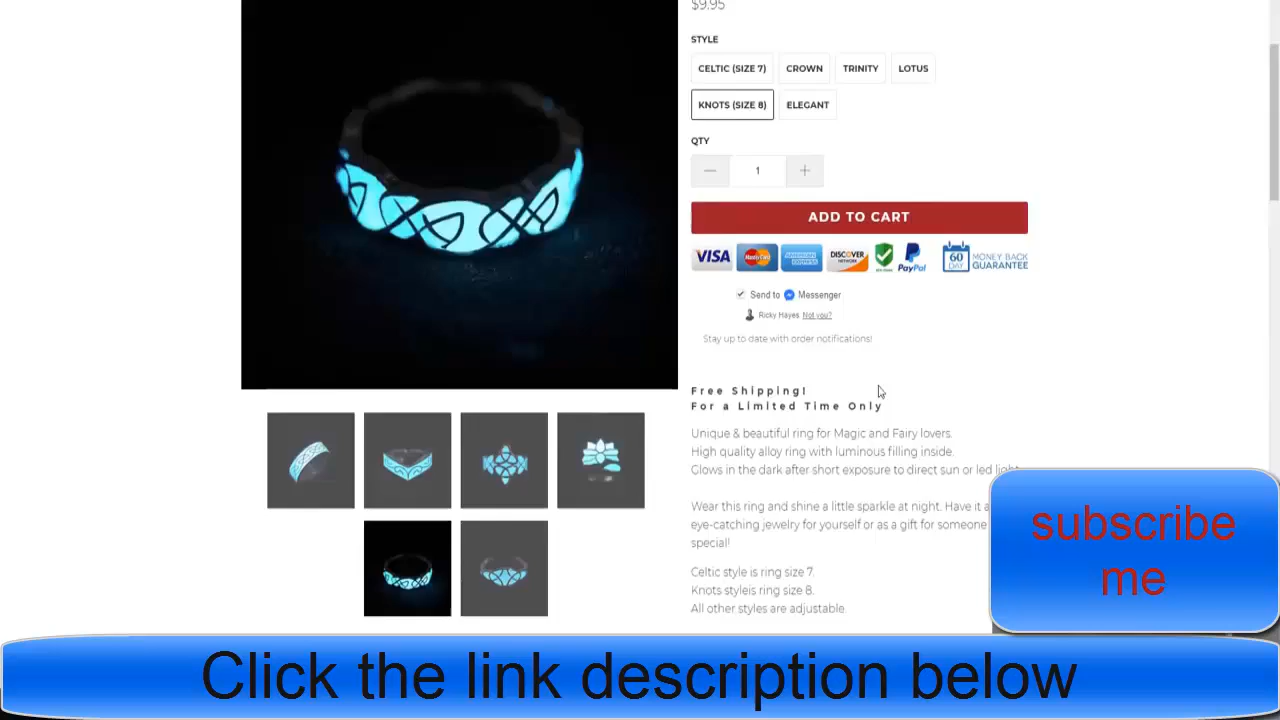 $9.95
STYLE
CELTIC (SIZE 7) CROWN TRINITY LOTUS
KNOTS (SIZE 8) ELEGANT
QTY
1
ADD TO CART
VISA MasterCard AMERICAN EXPRESS DISCOVER NETWORK PayPal 60 DAY MONEY BACK GUARANTEE
Send to Messenger
Ricky Hayes Not you?
Stay up to date with order notifications!
Free Shipping!
For a Limited Time Only
Unique & beautiful ring for Magic and Fairy lovers.
High quality alloy ring with luminous filling inside.
Glows in the dark after short exposure to direct sun or led light
Wear this ring and shine a little sparkle at night. Have it a
eye-catching jewelry for yourself or as a gift for someone
special!
Celtic style is ring size 7.
Knots styleis ring size 8.
All other styles are adjustable.
subscribe
me
Click the link description below